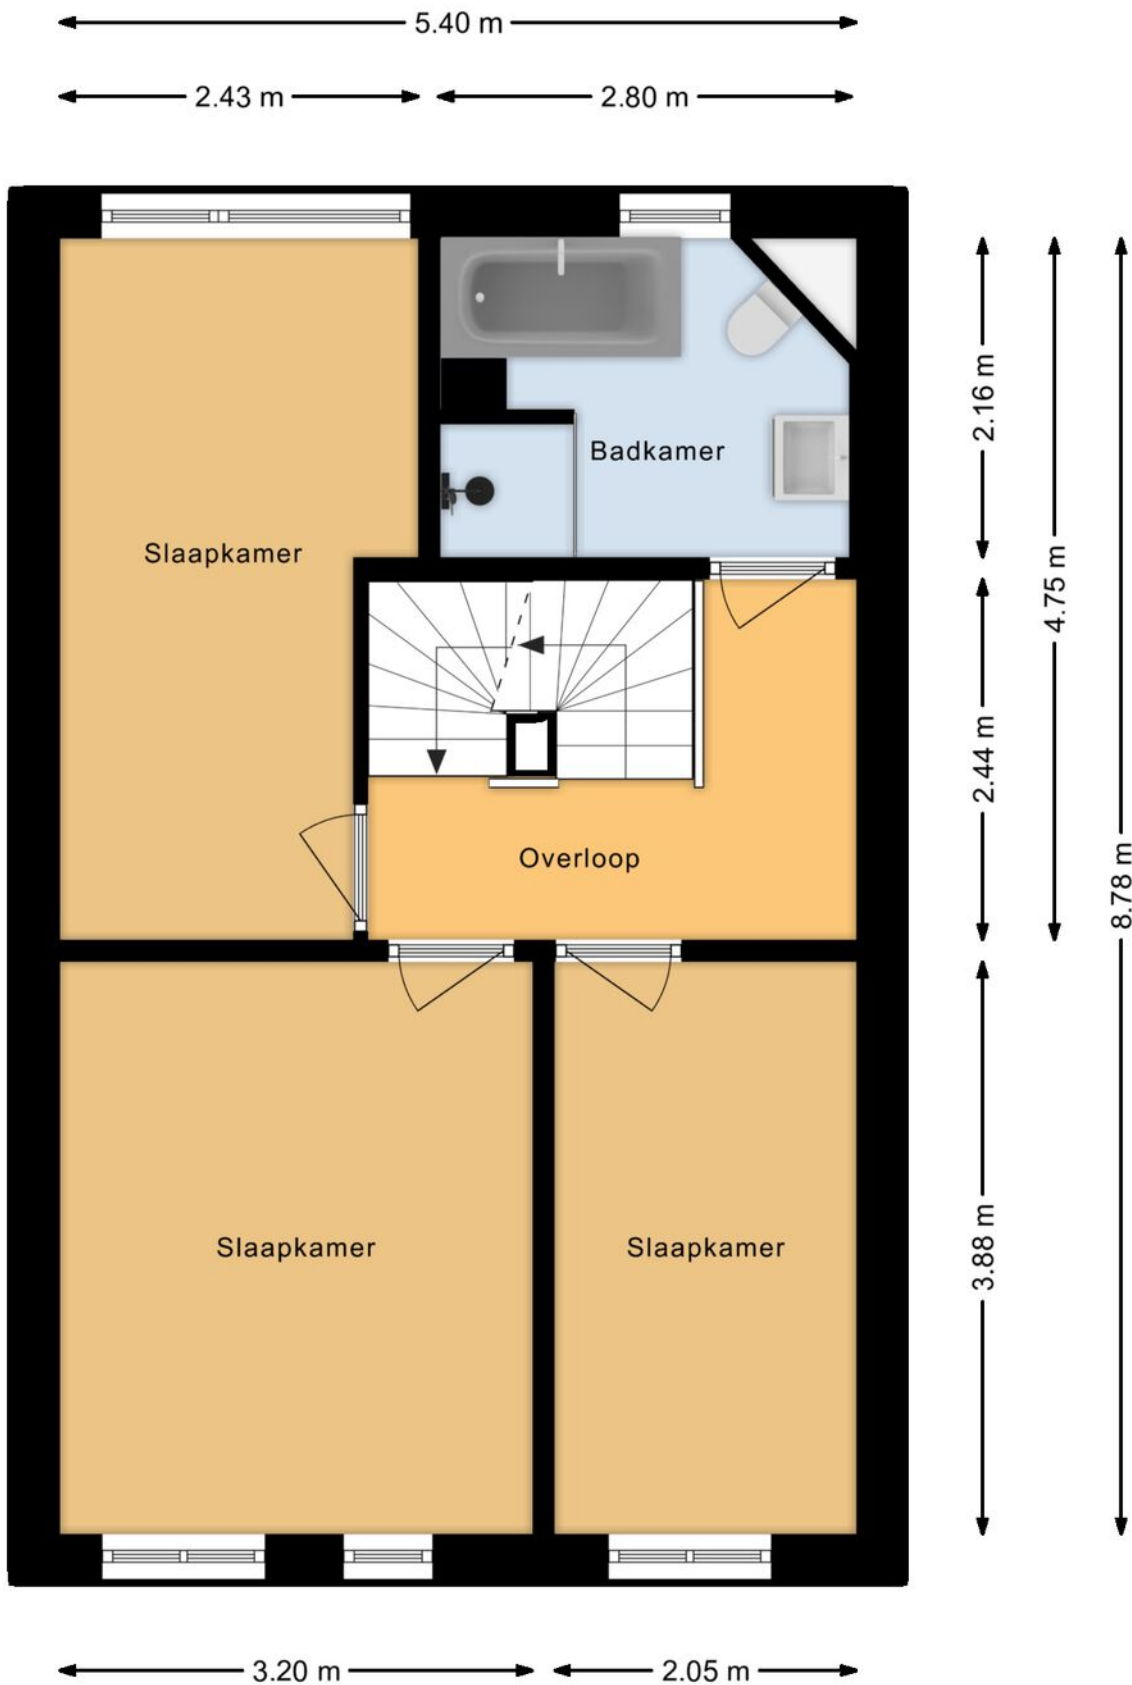 5.40 m
2.43 m
2.80 m
2.16 m
Badkamer
Slaapkamer
4.75 m
2.44 m
Overloop
8.78 m
3.88 m
Slaapkamer
Slaapkamer
3.20 m
2.05 m